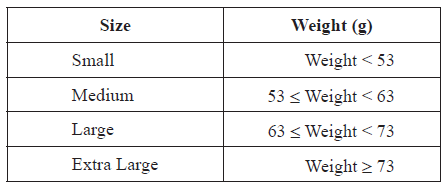 Size Weight (g)
Small Weight < 53
Medium 53 ≤ Weight < 63
Large 63 ≤ Weight < 73
Extra Large Weight ≥ 73